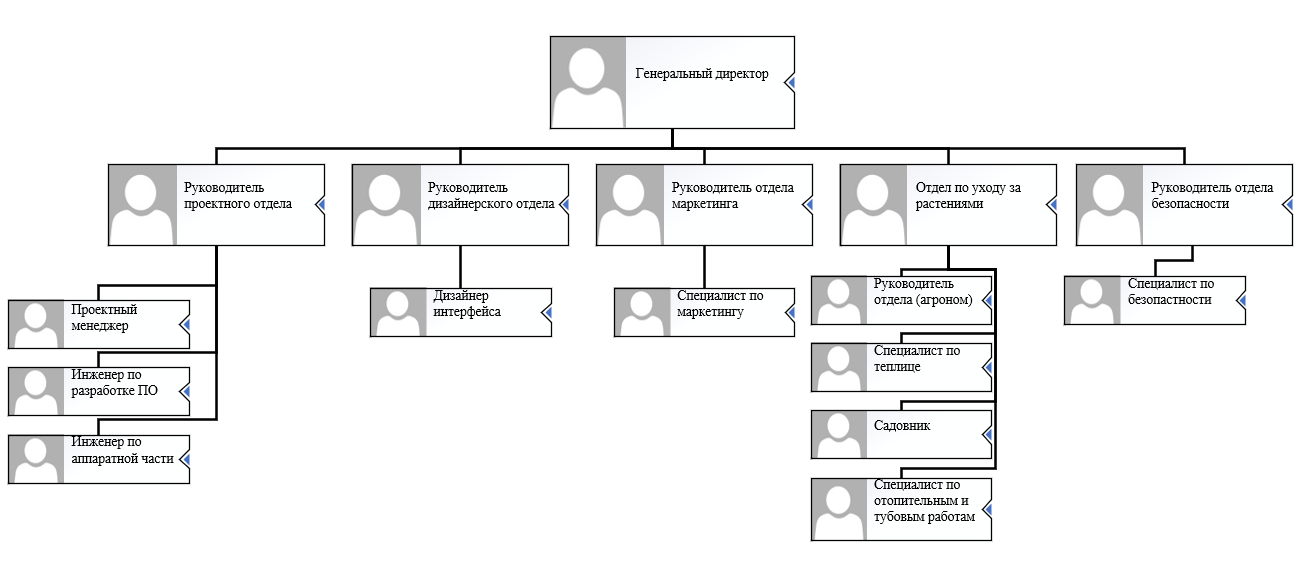 Генеральный директор
Руководитель
проектного отдела
Руководитель
дизайнерского отдела
Руководитель отдела
маркетинга
Отдел по уходу за
растениями
Руководитель отдела
безопасности
Проектный
менеджер
Инженер по
разработке ПО
Инженер по
аппаратной части
Дизайнер
интерфейса
Специалист по
маркетингу
Руководитель
отдела (агроном)
Специалист по
теплице
Садовник
Специалист по
отопительным и
тубовым работам
Специалист по
безопастности